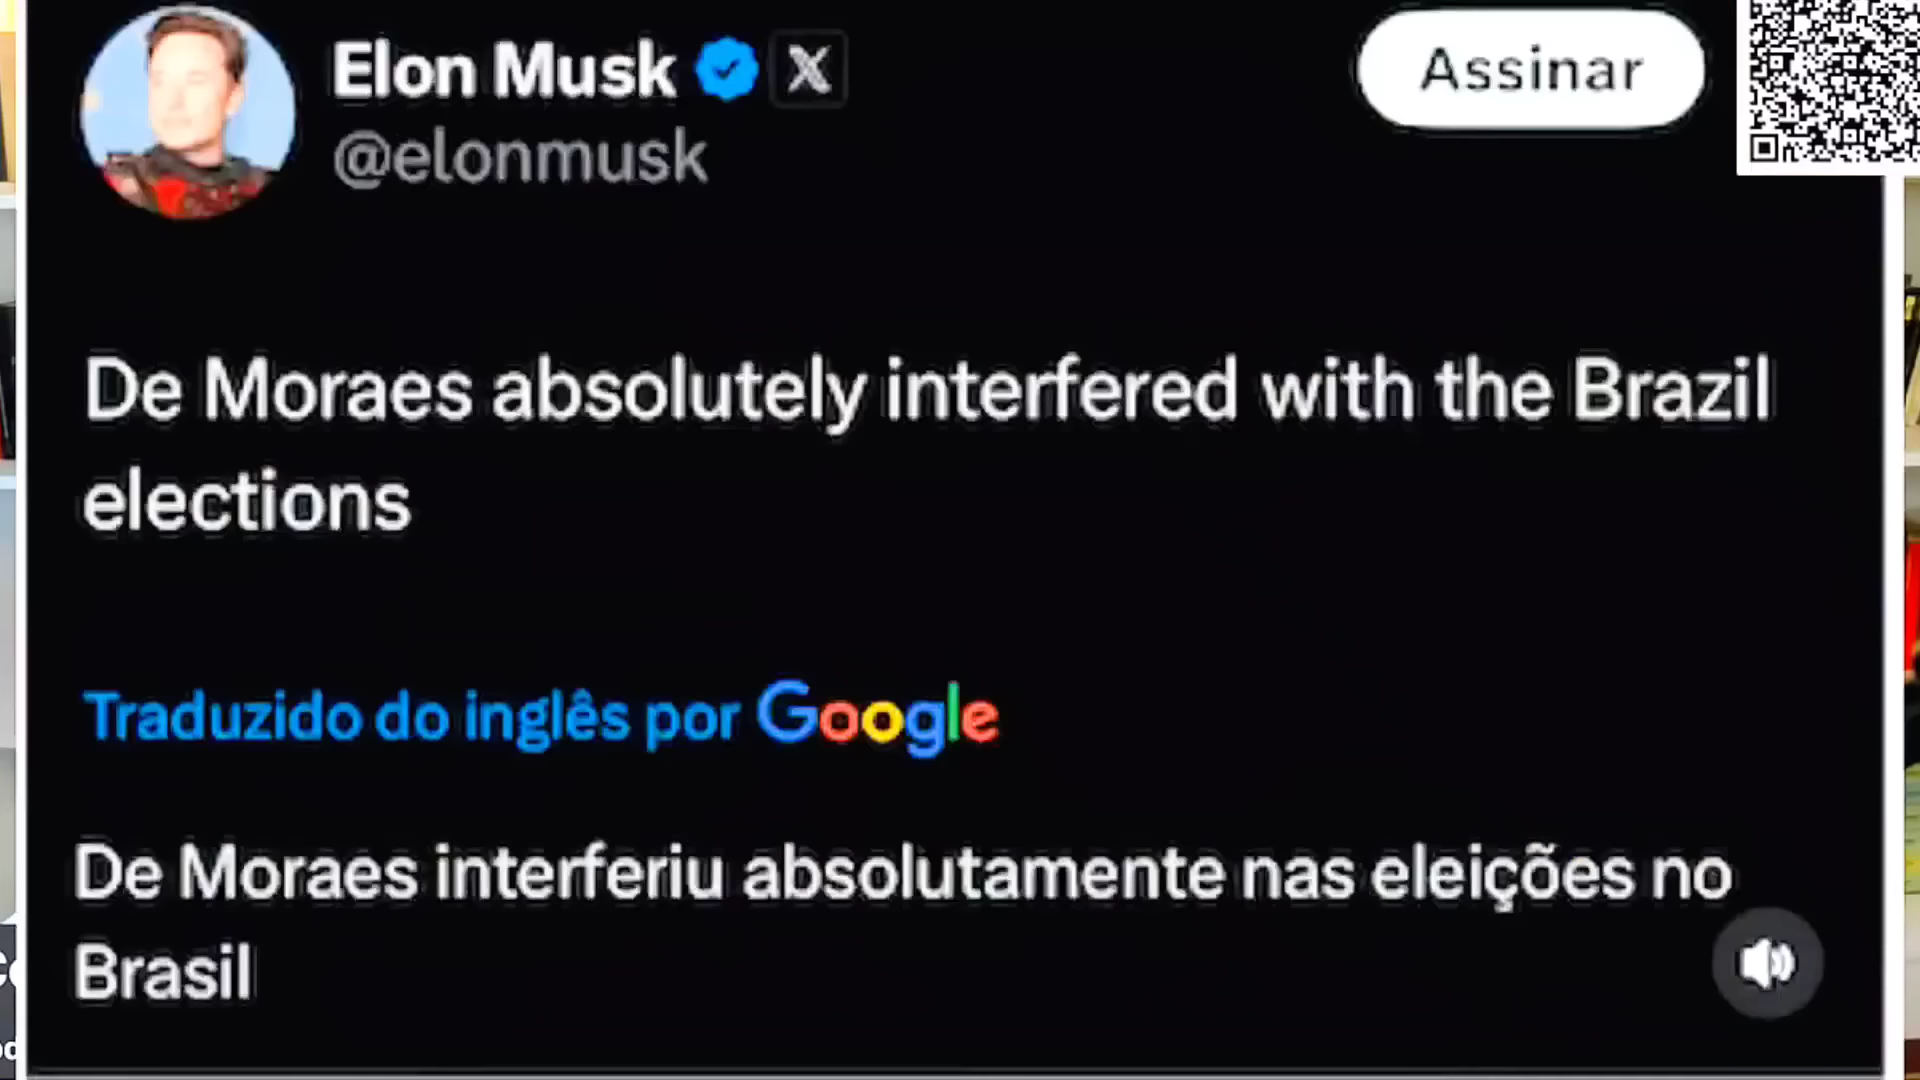 Elon Musk
@elonmusk
Assinar
De Moraes absolutely interfered with the Brazil
elections
Traduzido do inglês por Google
De Moraes interferiu absolutamente nas eleições no
Brasil